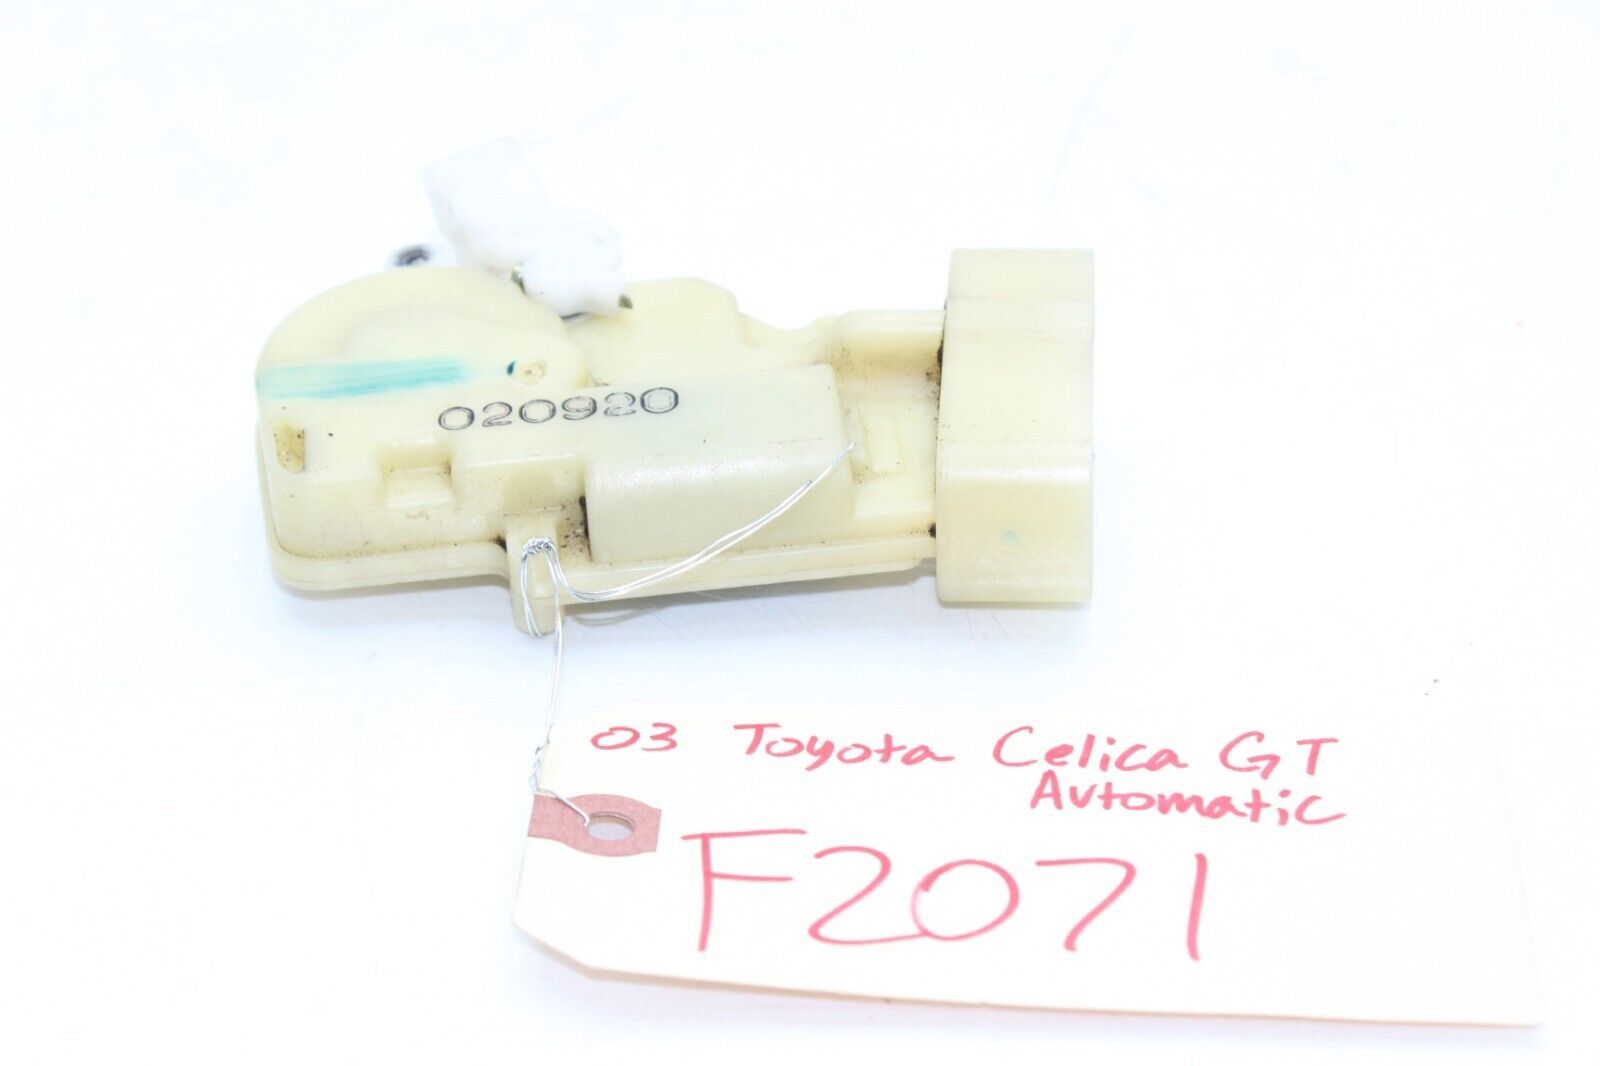 020920
03 Toyota Celica GT
Automatic
F2071